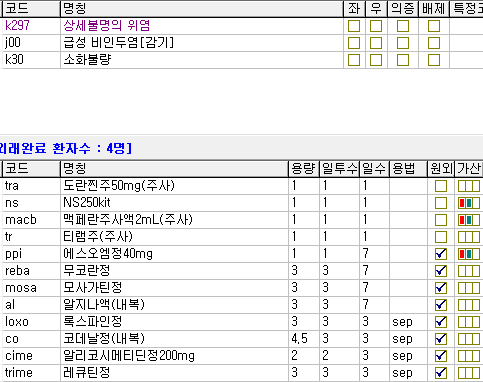 코드 명칭 좌 우 의증 배제 특정코
k297 상세불명의 위염
j00 급성 비인두염[감기]
k30 소화불량
외래완료 환자수 : 4명]
코드 명칭 용량 일투수 일수 용법 원외 가산
tra 도란찐주50mg(주사) 1 1 1
ns NS250kit 1 1 1
macb 맥페란주사액2mL(주사) 1 1 1
tr 티램주(주사) 1 1 1
ppi 에스오엠정40mg 1 1 7
reba 무코란정 3 3 7
mosa 모사가틴정 3 3 7
al 알지나액(내복) 3 3 7
loxo 록스파인정 3 3 3 sep
co 코데날정(내복) 4,5 3 3 sep
cime 알리코시메티딘정200mg 2 2 3 sep
trime 레큐틴정 3 3 3 sep